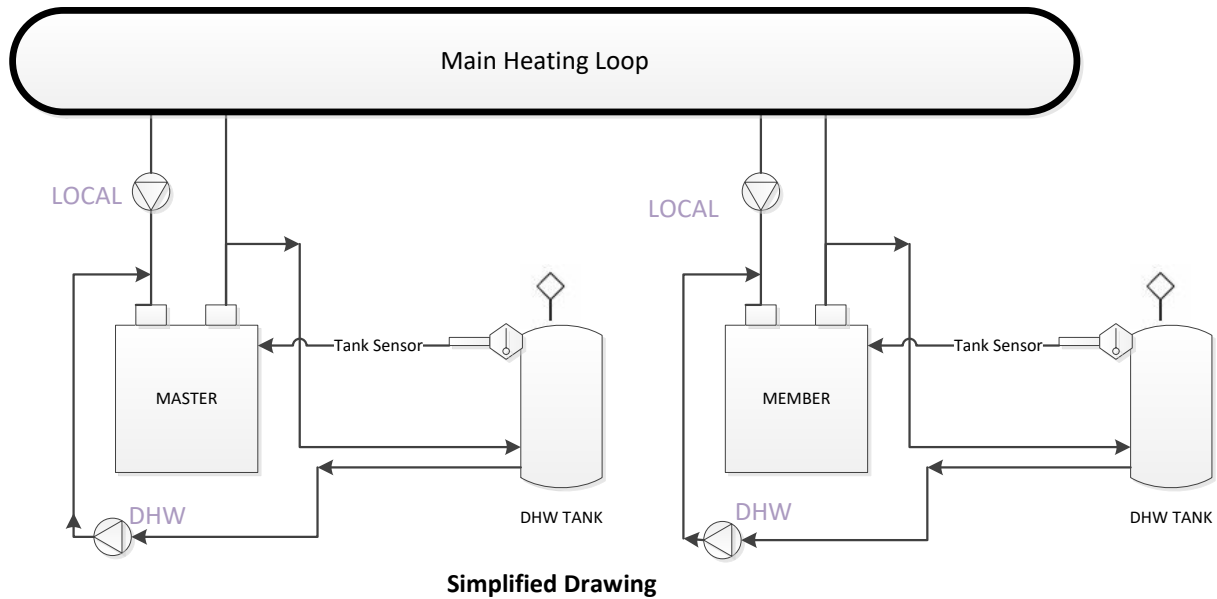 Main Heating Loop
LOCAL
LOCAL
Tank Sensor
Tank Sensor
MASTER
MEMBER
DHW
DHW
DHW TANK
DHW TANK
Simplified Drawing